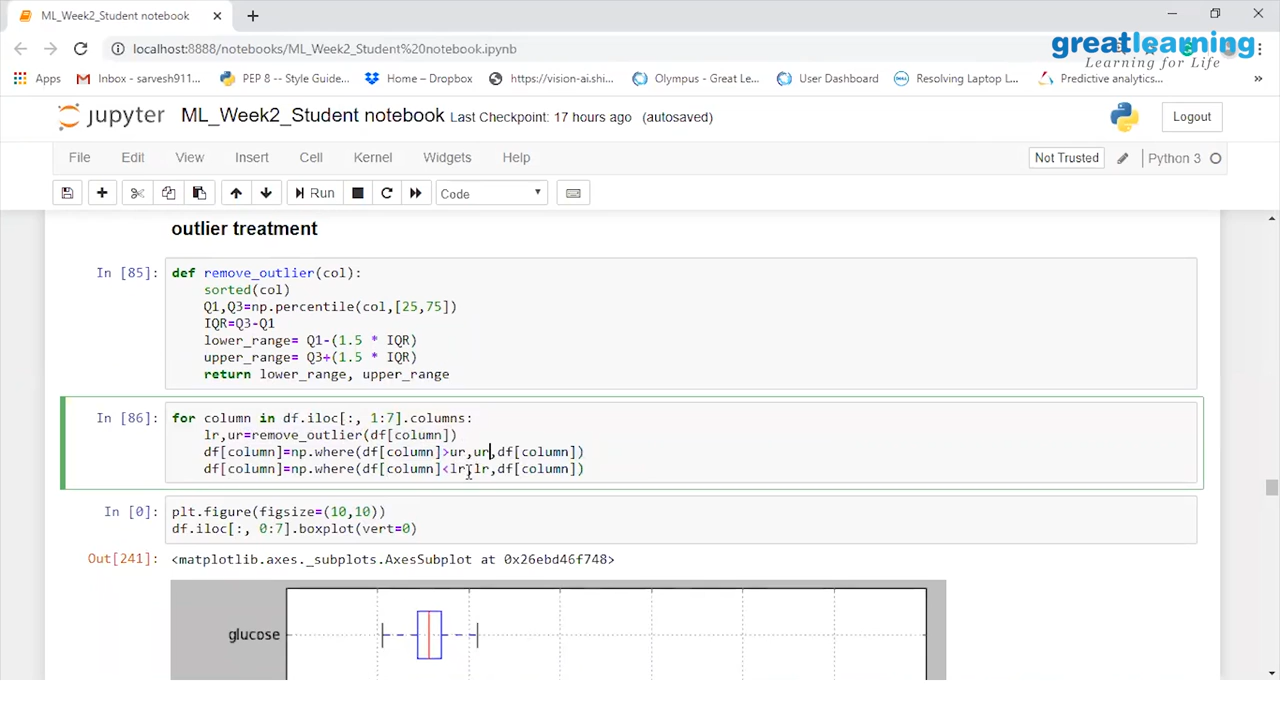 ML_Week2_Student notebook
localhost:8888/notebooks/ML_Week2_Student%20notebook.ipynb
greatlearning
Learning for Life
Apps
Inbox - sarvesh911...
PEP 8 -- Style Guide...
Home – Dropbox
https://vision-ai.shi...
Olympus - Great Le...
User Dashboard
Resolving Laptop L...
Predictive analytics...
»
jupyter ML_Week2_Student notebook Last Checkpoint: 17 hours ago (autosaved)
Logout
File Edit View Insert Cell Kernel Widgets Help
Not Trusted
Python 3
Run
Code
outlier treatment
In [85]:
def remove_outlier(col):
    sorted(col)
    Q1,Q3=np.percentile(col,[25,75])
    IQR=Q3-Q1
    lower_range= Q1-(1.5 * IQR)
    upper_range= Q3+(1.5 * IQR)
    return lower_range, upper_range
In [86]:
for column in df.iloc[:, 1:7].columns:
    lr,ur=remove_outlier(df[column])
    df[column]=np.where(df[column]>ur,ur,df[column])
    df[column]=np.where(df[column]<lr,lr,df[column])
In [0]:
plt.figure(figsize=(10,10))
df.iloc[:, 0:7].boxplot(vert=0)
Out[241]:
<matplotlib.axes._subplots.AxesSubplot at 0x26ebd46f748>
glucose